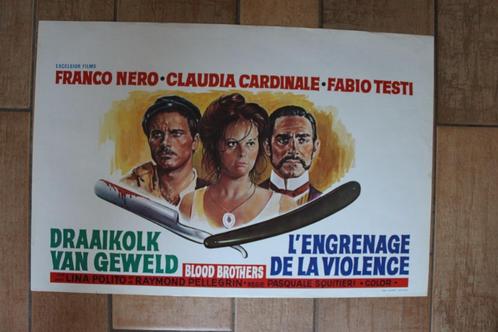 EXCELSIOR FILMS
FRANCO NERO · CLAUDIA CARDINALE · FABIO TESTI
DRAAIKOLK
VAN GEWELD
BLOOD BROTHERS
L'ENGRENAGE
DE LA VIOLENCE
LINA POLITO RAYMOND PELLEGRIN REGIE PASQUALE SQUITIERI · COLOR ·